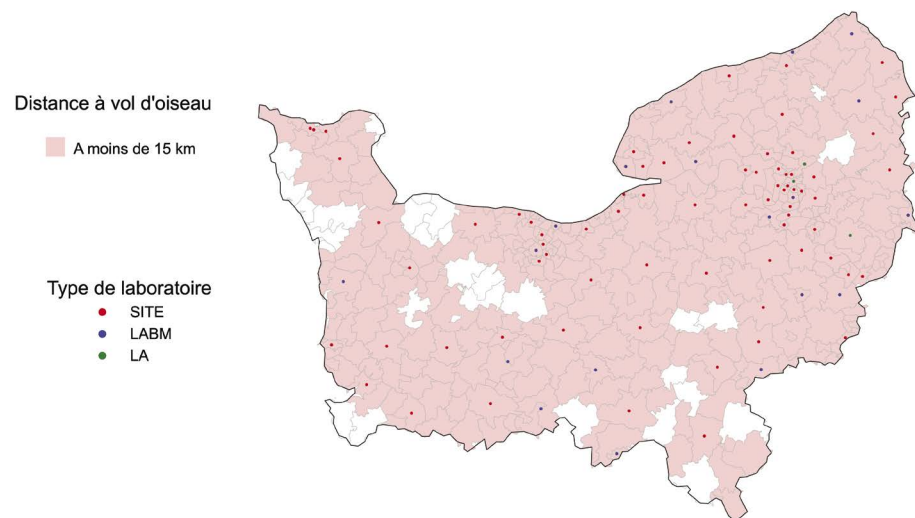 Distance à vol d'oiseau
A moins de 15 km
Type de laboratoire
SITE
LABM
LA